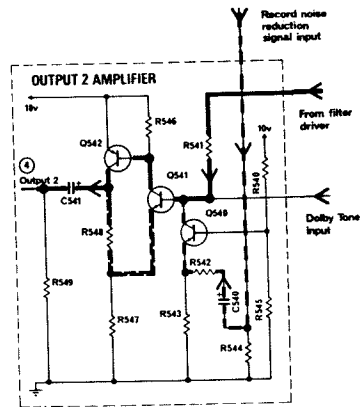 Record noise
reduction
signal input
OUTPUT 2 AMPLIFIER
18v
R546
Q542
R541
From filter
driver
10v
4
Output 2
C541
Q541
R540
Q540
Dolby Tone
Input
R548
R542
C540
+
R549
R547
R543
R545
R544